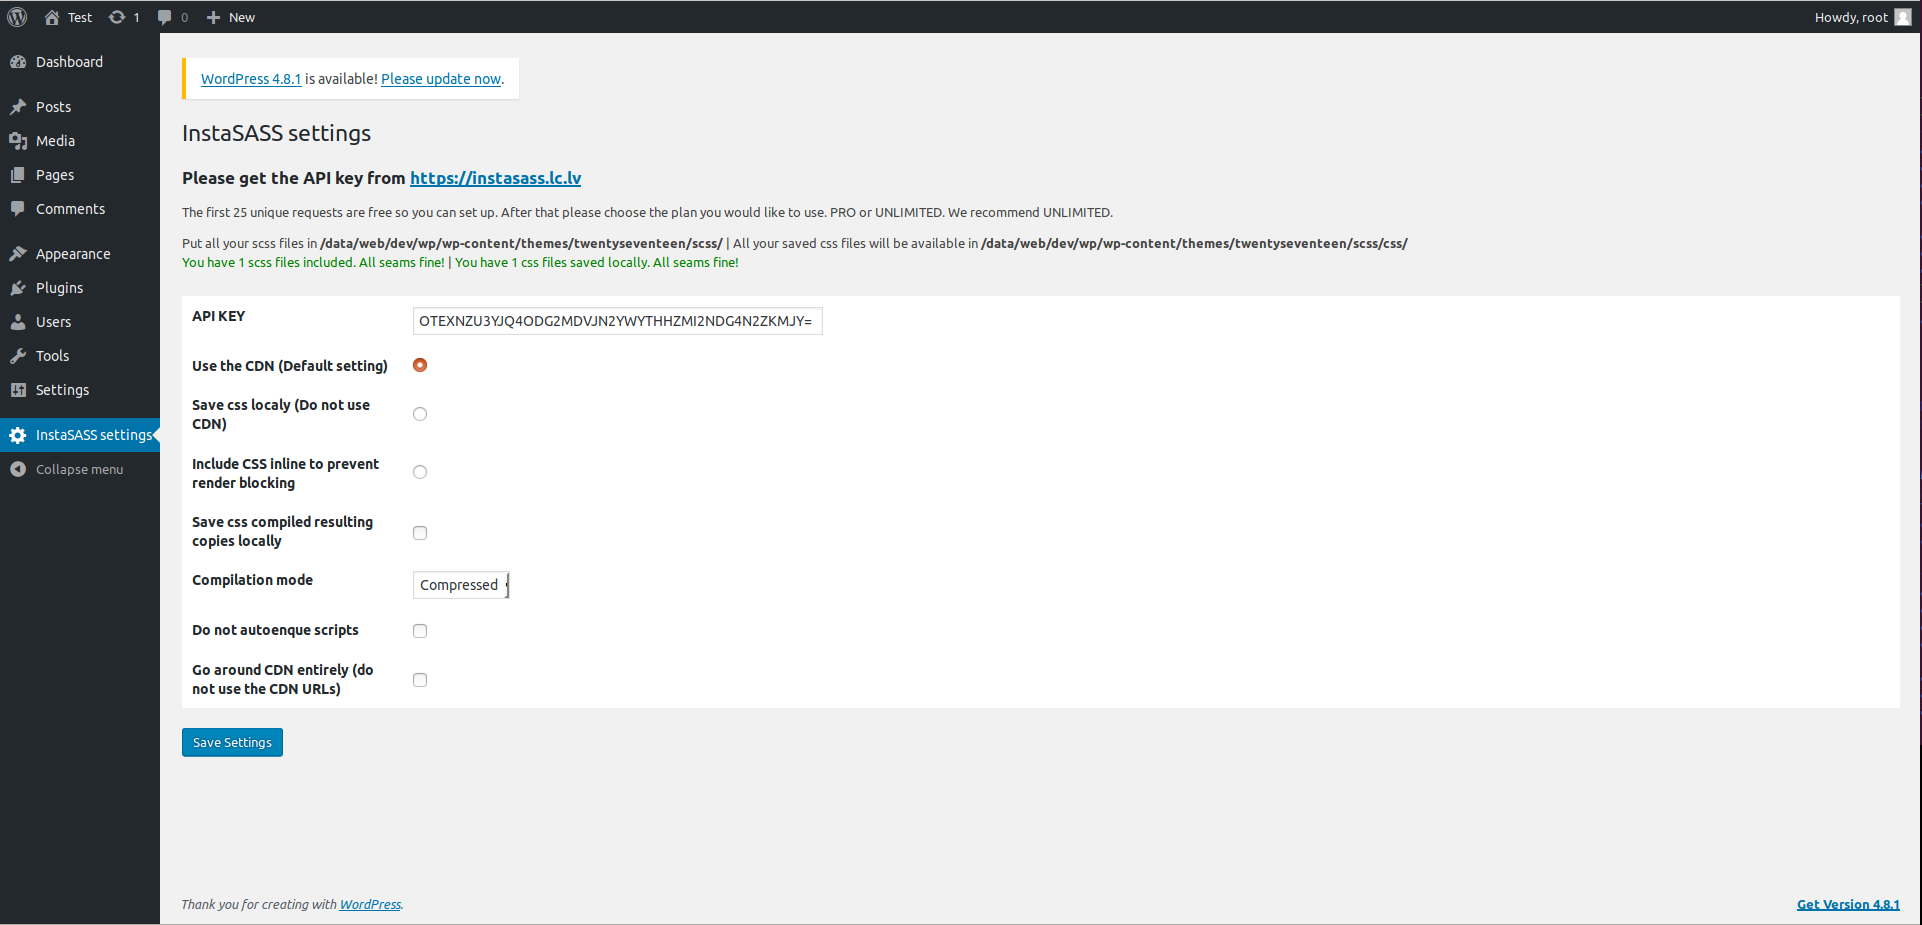 Test 1 0 New Howdy, root
Dashboard
Posts
Media
Pages
Comments
Appearance
Plugins
Users
Tools
Settings
InstaSASS settings
Collapse menu
WordPress 4.8.1 is available! Please update now.
InstaSASS settings
Please get the API key from https://instasass.lc.lv
The first 25 unique requests are free so you can set up. After that please choose the plan you would like to use. PRO or UNLIMITED. We recommend UNLIMITED.
Put all your scss files in /data/web/dev/wp/wp-content/themes/twentyseventeen/scss/ | All your saved css files will be available in /data/web/dev/wp/wp-content/themes/twentyseventeen/scss/css/
You have 1 scss files included. All seams fine! | You have 1 css files saved locally. All seams fine!
API KEY OTEXNZU3YJQ4ODG2MDVJN2YWYTHHZMI2NDG4N2ZKMJY=
Use the CDN (Default setting)
Save css localy (Do not use
CDN)
Include CSS inline to prevent
render blocking
Save css compiled resulting
copies locally
Compilation mode Compressed
Do not autoenque scripts
Go around CDN entirely (do
not use the CDN URLs)
Save Settings
Thank you for creating with WordPress. Get Version 4.8.1